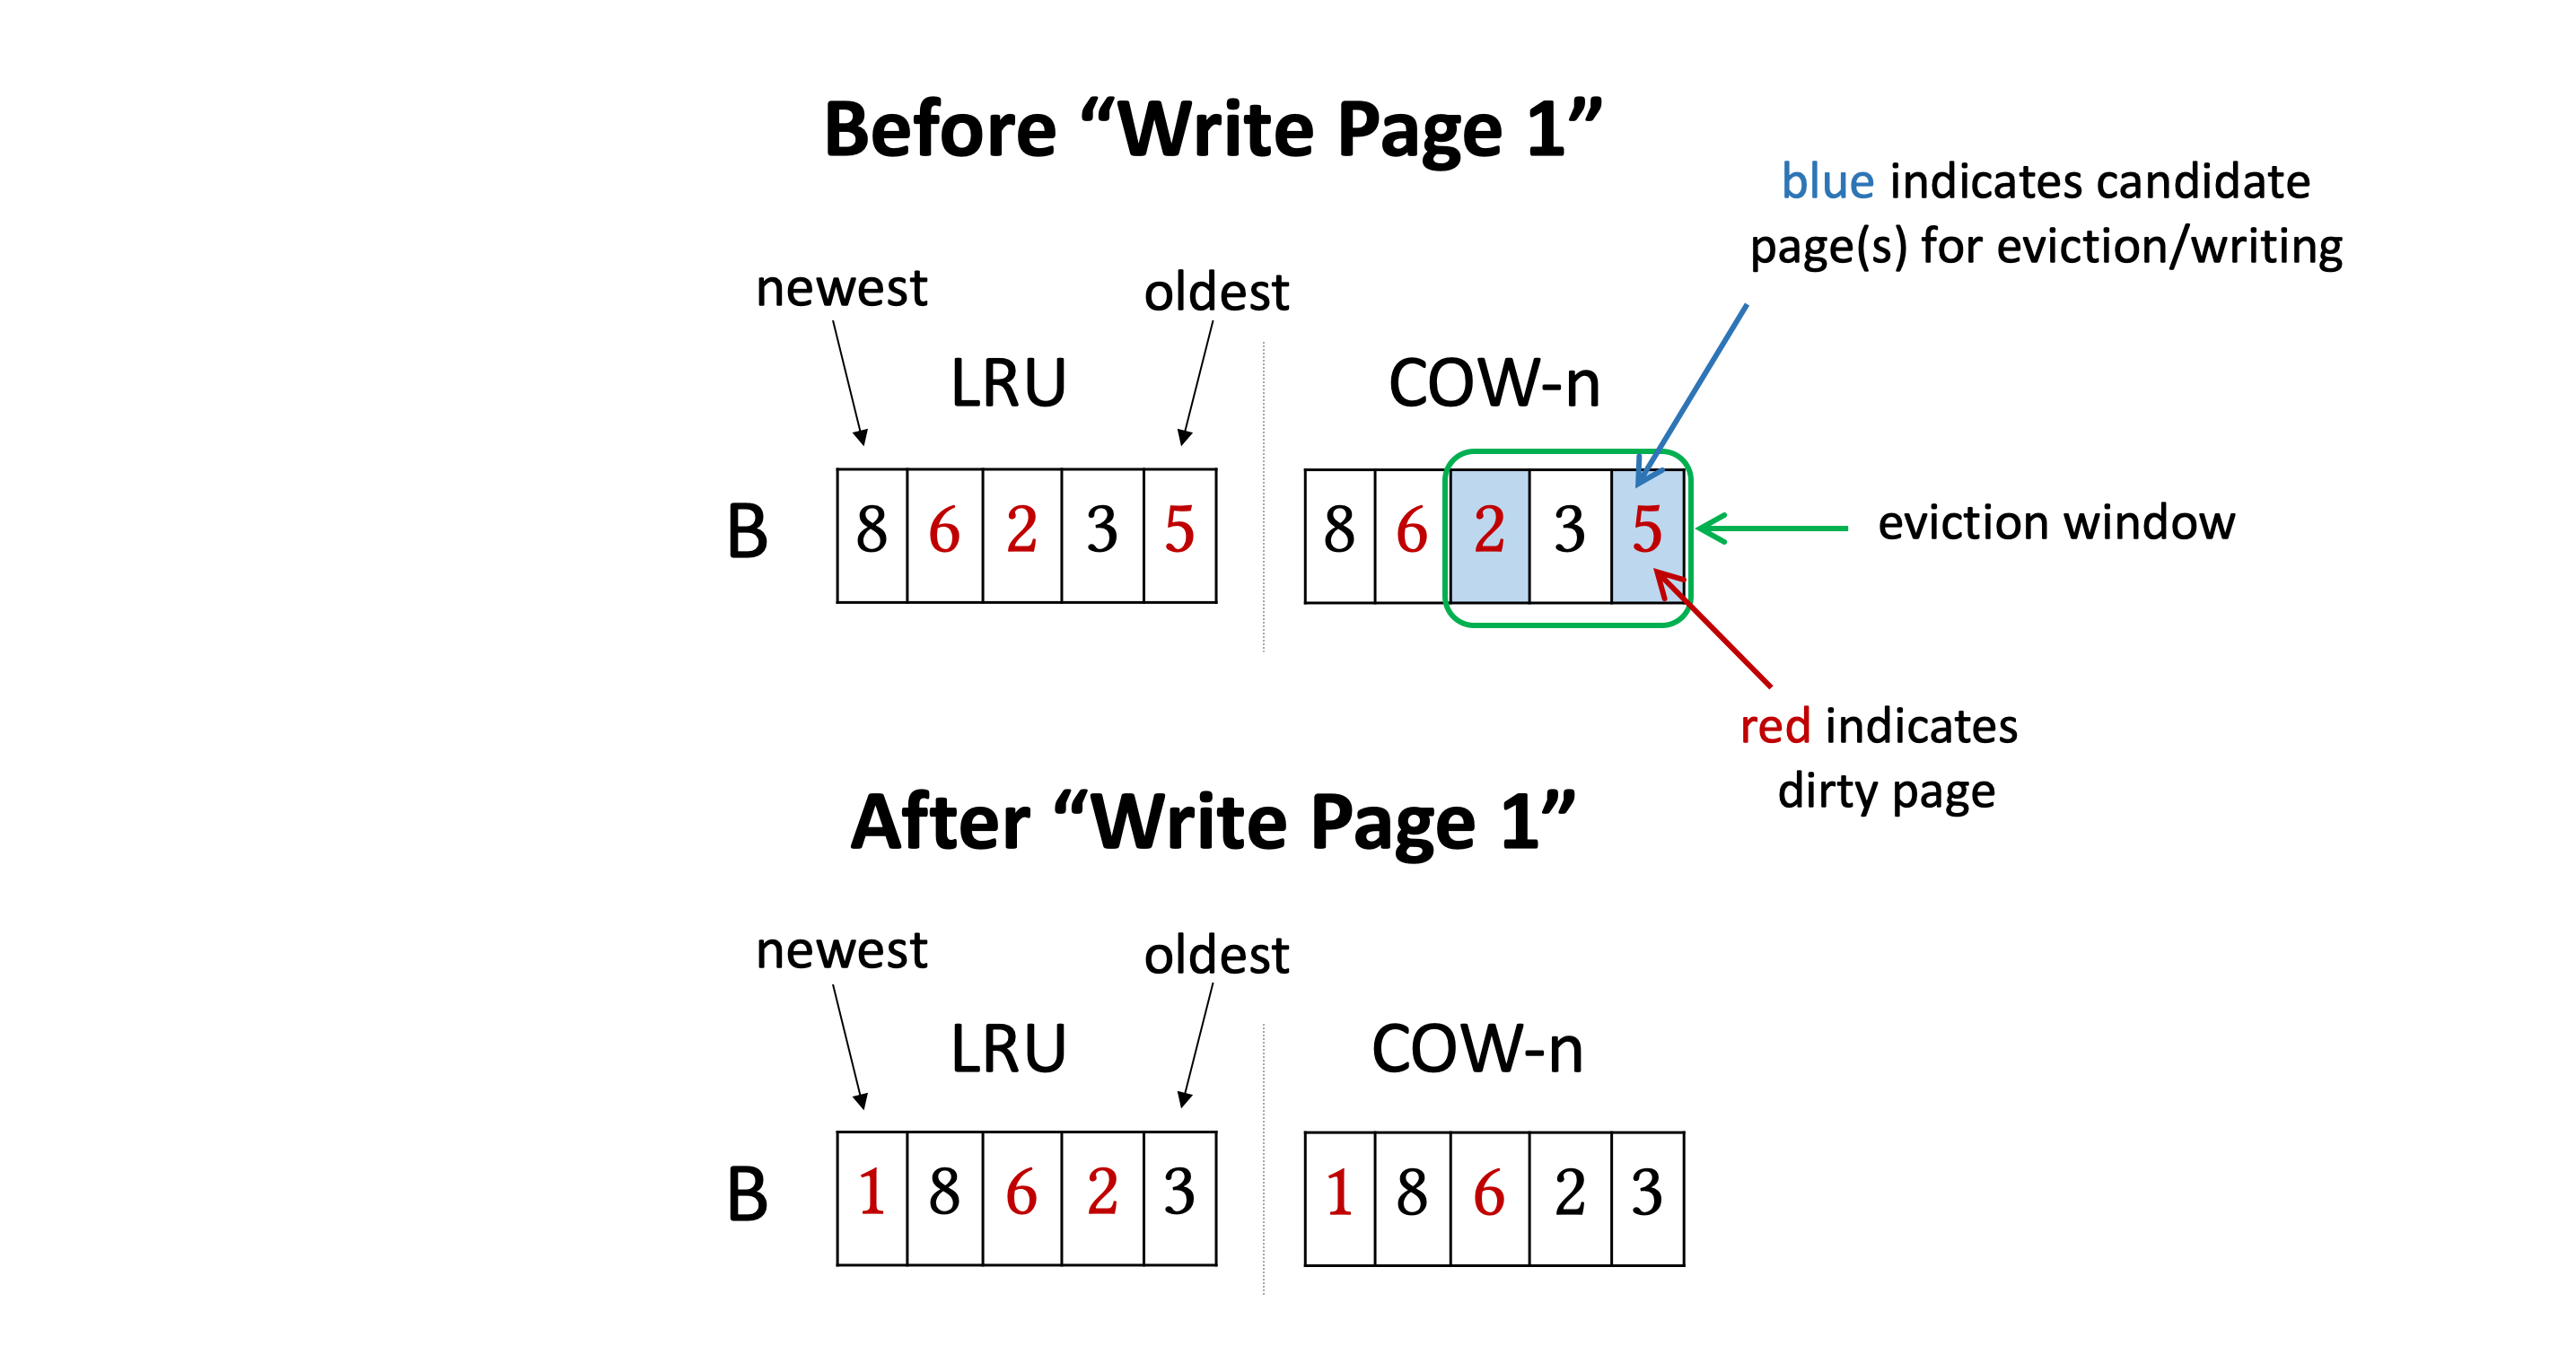 Before “Write Page 1”
blue indicates candidate
page(s) for eviction/writing
newest
oldest
LRU
COW-n
B
8 6 2 3 5
8 6 2 3 5
eviction window
red indicates
dirty page
After “Write Page 1”
newest
oldest
LRU
COW-n
B
1 8 6 2 3
1 8 6 2 3